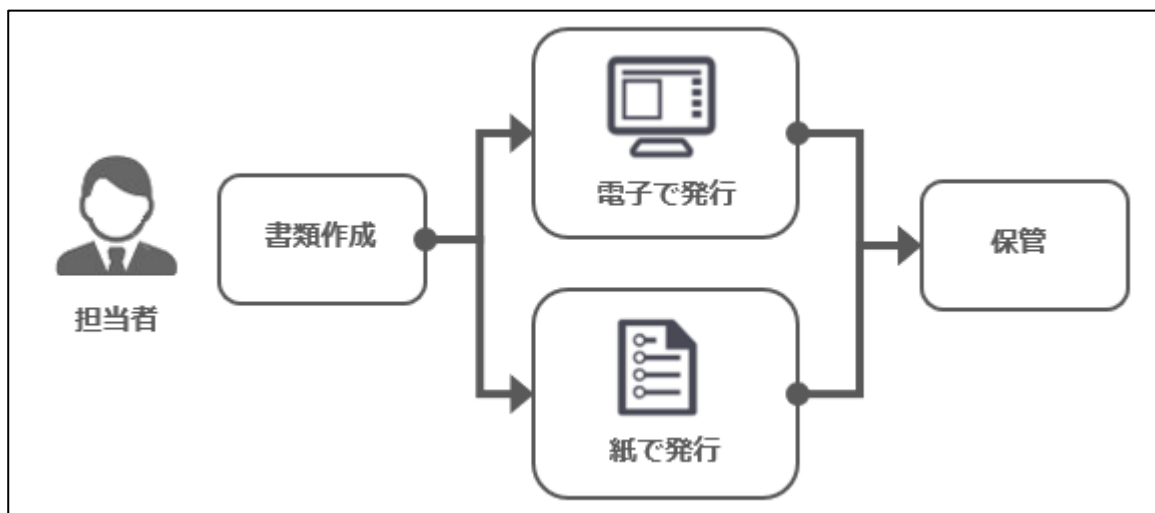 担当者
書類作成
電子で発行
紙で発行
保管